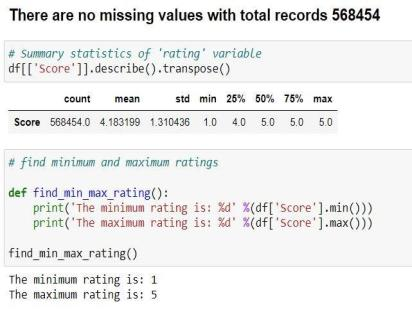 There are no missing values with total records 568454
# Summary statistics of 'rating' variable
df[['Score']].describe().transpose()
count mean std min 25% 50% 75% max
Score 568454.0 4.183199 1.310436 1.0 4.0 5.0 5.0 5.0
# find minimum and maximum ratings
def find_min_max_rating():
    print('The minimum rating is: %d' %(df['Score'].min()))
    print('The maximum rating is: %d' %(df['Score'].max()))
find_min_max_rating()
The minimum rating is: 1
The maximum rating is: 5